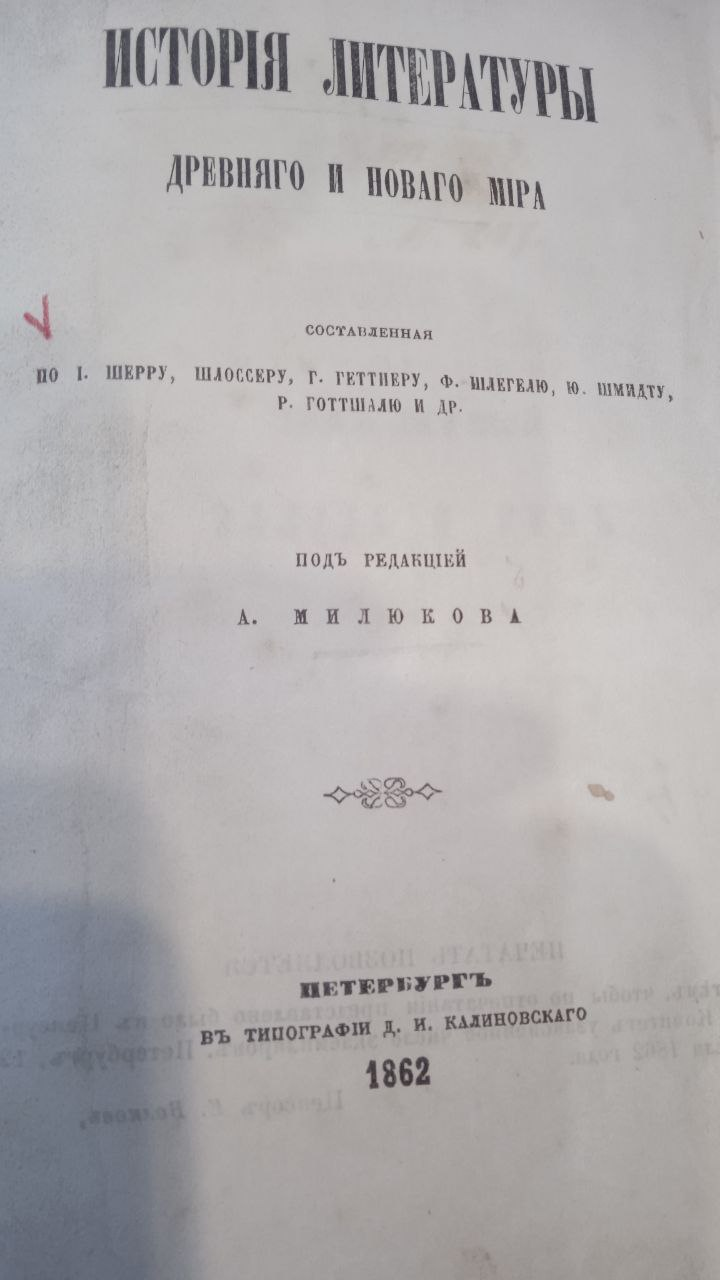 ИСТОРІЯ ЛИТЕРАТУРЫ
ДРЕВНЯГО И НОВАГО МІРА
СОСТАВЛЕННАЯ
ПО І. ШЕРРУ, ШЛОССЕРУ, Г. ГЕТТНЕРУ, Ф. ШЛЕГЕЛЮ, Ю. ШМИДТУ,
Р. ГОТТШАЛЮ И ДР.
ПОДЪ РЕДАКЦІЕЙ
А. МИЛЮКОВА
ПЕЧАТАТЬ ПОЗВОЛЯЕТСЯ
ПЕТЕРБУРГЪ
ВЪ ТИПОГРАФІИ Д. И. КАЛИНОВСКАГО
1862